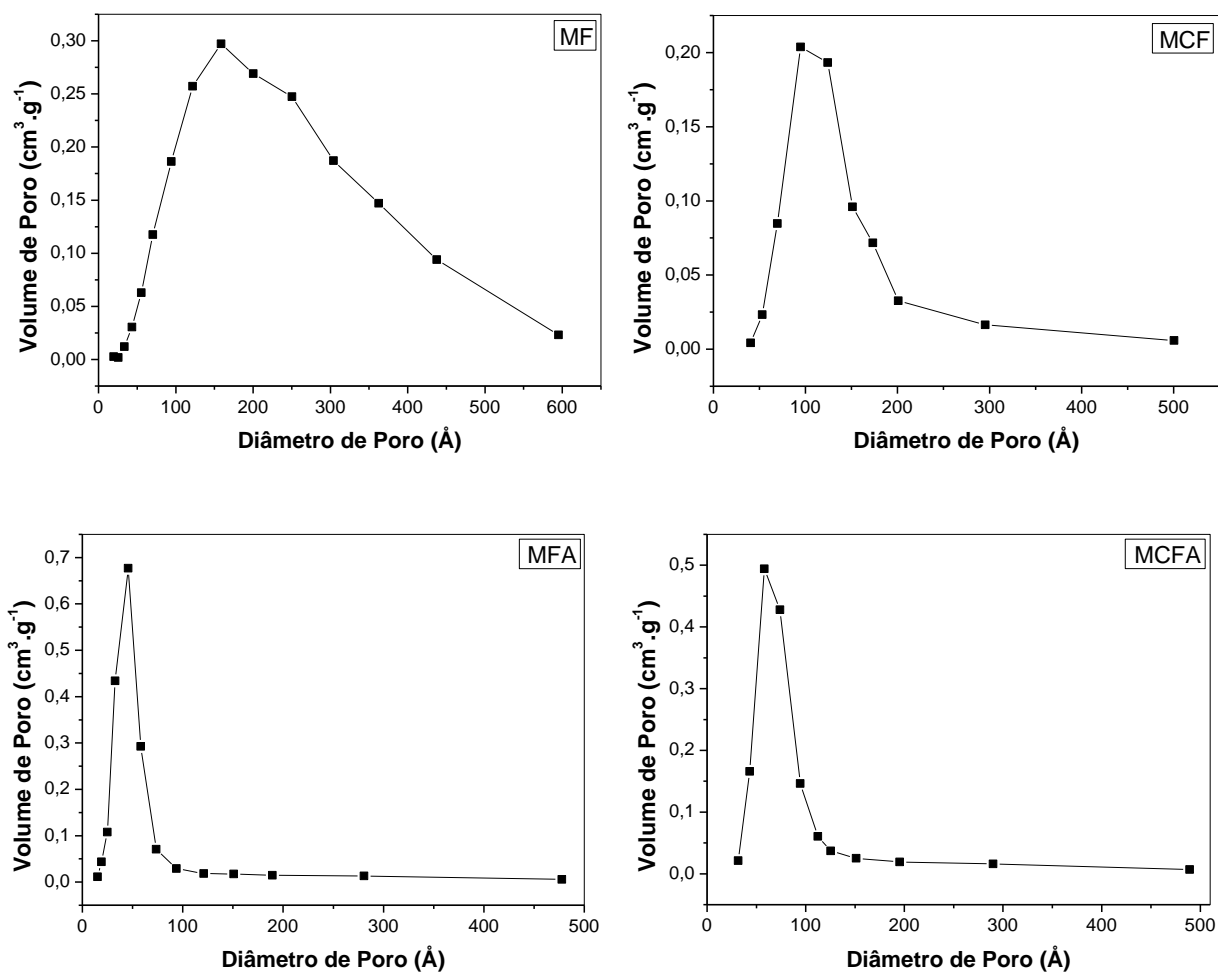 MF
0,30
0,25
0,20
0,15
0,10
0,05
0,00
Volume de Poro (cm³.g⁻¹)
0 100 200 300 400 500 600
Diâmetro de Poro (Å)
MCF
0,20
0,15
0,10
0,05
0,00
Volume de Poro (cm³.g⁻¹)
0 100 200 300 400 500
Diâmetro de Poro (Å)
MFA
0,7
0,6
0,5
0,4
0,3
0,2
0,1
0,0
Volume de Poro (cm³.g⁻¹)
0 100 200 300 400 500
Diâmetro de Poro (Å)
MCFA
0,5
0,4
0,3
0,2
0,1
0,0
Volume de Poro (cm³.g⁻¹)
0 100 200 300 400 500
Diâmetro de Poro (Å)